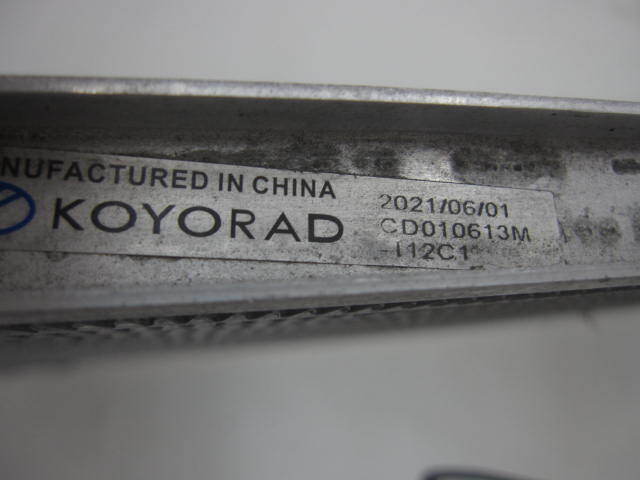 NUFACTURED IN CHINA
KOYORAD
2021/06/01
CD010613M